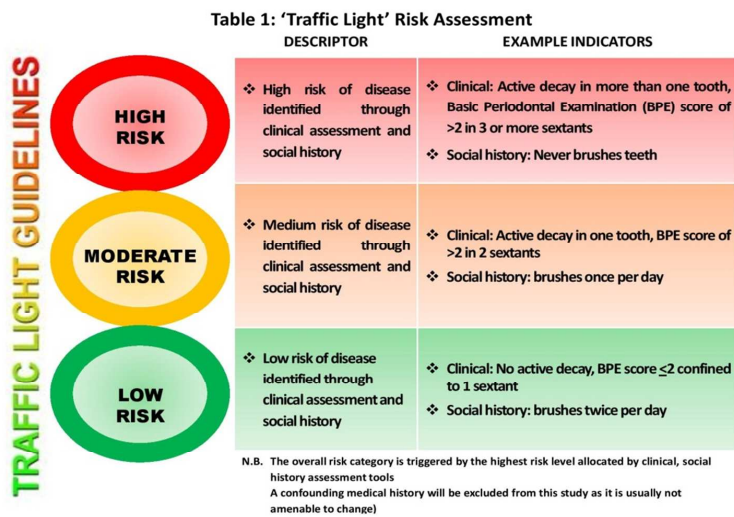 Table 1: ‘Traffic Light’ Risk Assessment
DESCRIPTOR
EXAMPLE INDICATORS
TRAFFIC LIGHT GUIDELINES
HIGH
RISK
❖ High risk of disease
identified through
clinical assessment and
social history
❖ Clinical: Active decay in more than one tooth,
Basic Periodontal Examination (BPE) score of
>2 in 3 or more sextants
❖ Social history: Never brushes teeth
MODERATE
RISK
❖ Medium risk of disease
identified through
clinical assessment and
social history
❖ Clinical: Active decay in one tooth, BPE score of
>2 in 2 sextants
❖ Social history: brushes once per day
LOW
RISK
❖ Low risk of disease
identified through
clinical assessment and
social history
❖ Clinical: No active decay, BPE score ≤2 confined
to 1 sextant
❖ Social history: brushes twice per day
N.B. The overall risk category is triggered by the highest risk level allocated by clinical, social
history assessment tools
A confounding medical history will be excluded from this study as it is usually not
amenable to change)